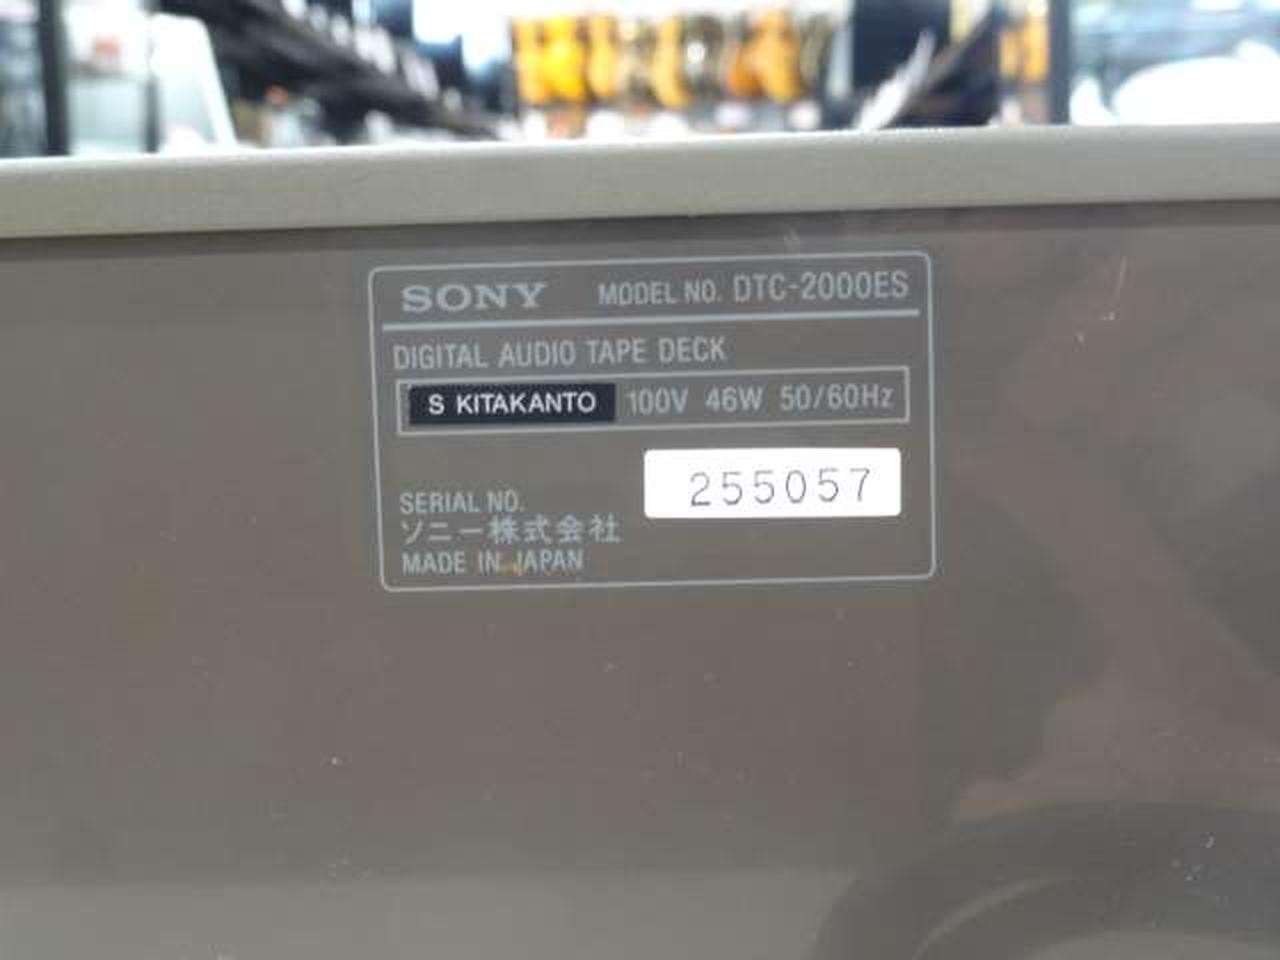 SONY MODEL NO. DTC-2000ES
DIGITAL AUDIO TAPE DECK
S KITAKANTO 100V 46W 50/60Hz
SERIAL NO. 255057
ソニー株式会社
MADE IN JAPAN